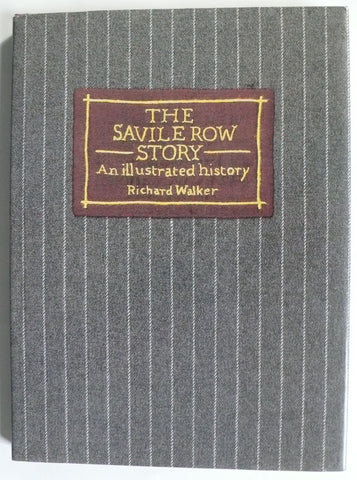 THE
SAVILE ROW
STORY
An illustrated history
Richard Walker